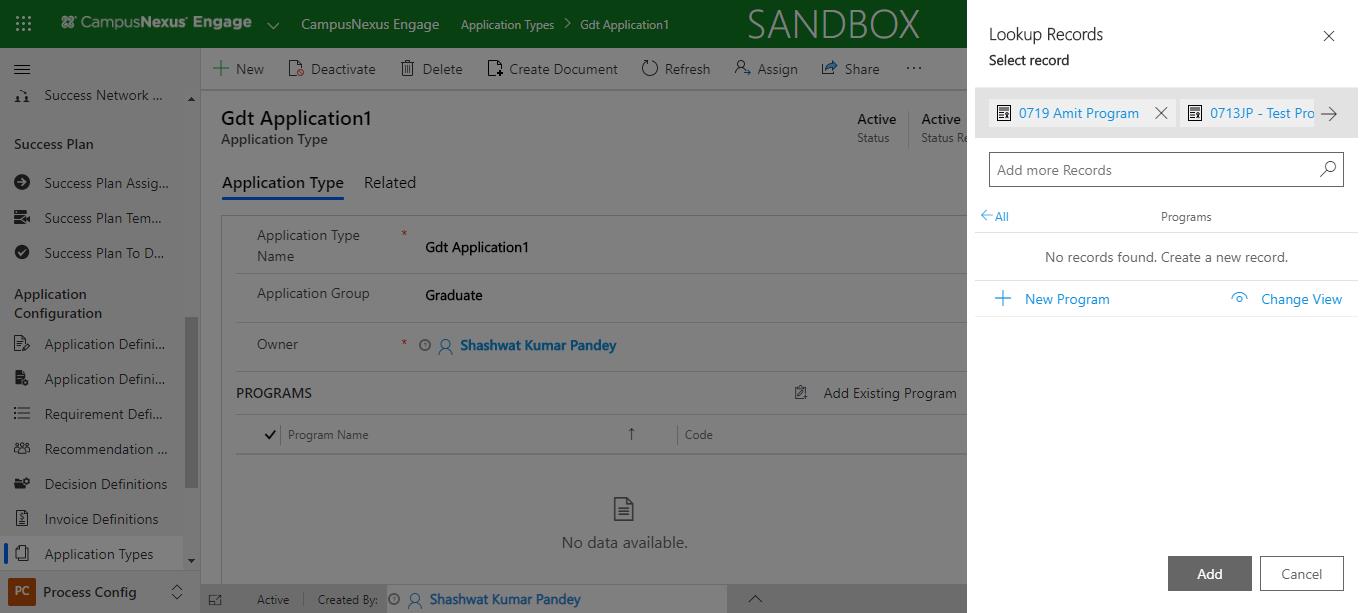 CampusNexus Engage
CampusNexus Engage
Application Types > Gdt Application1
SANDBOX
Success Network ...
Success Plan
Success Plan Assig...
Success Plan Tem...
Success Plan To D...
Application
Configuration
Application Defini...
Application Defini...
Requirement Defi...
Recommendation ...
Decision Definitions
Invoice Definitions
Application Types
PC Process Config
New Deactivate Delete Create Document Refresh Assign Share ...
Gdt Application1
Application Type
Active
Status
Active
Status Re
Application Type Related
Application Type
Name
* Gdt Application1
Application Group Graduate
Owner * Shashwat Kumar Pandey
PROGRAMS Add Existing Program
Program Name ↑ Code
No data available.
Active Created By: Shashwat Kumar Pandey
Lookup Records
Select record
0719 Amit Program 0713JP - Test Pro
Add more Records
All Programs
No records found. Create a new record.
New Program Change View
Add Cancel